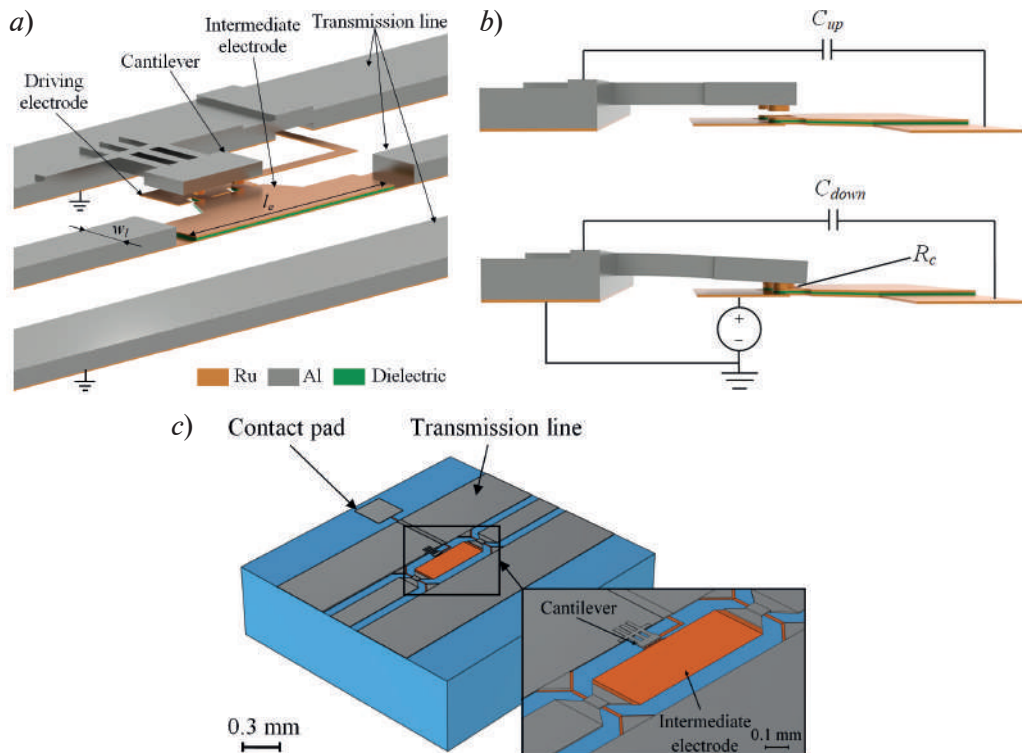 a)
Intermediate
electrode
Transmission line
Cantilever
Driving
electrode
l_e
w_l
Ru
Al
Dielectric
b)
C_up
C_down
R_c
+
−
c)
Contact pad
Transmission line
Cantilever
Intermediate
electrode
0.3 mm
0.1 mm